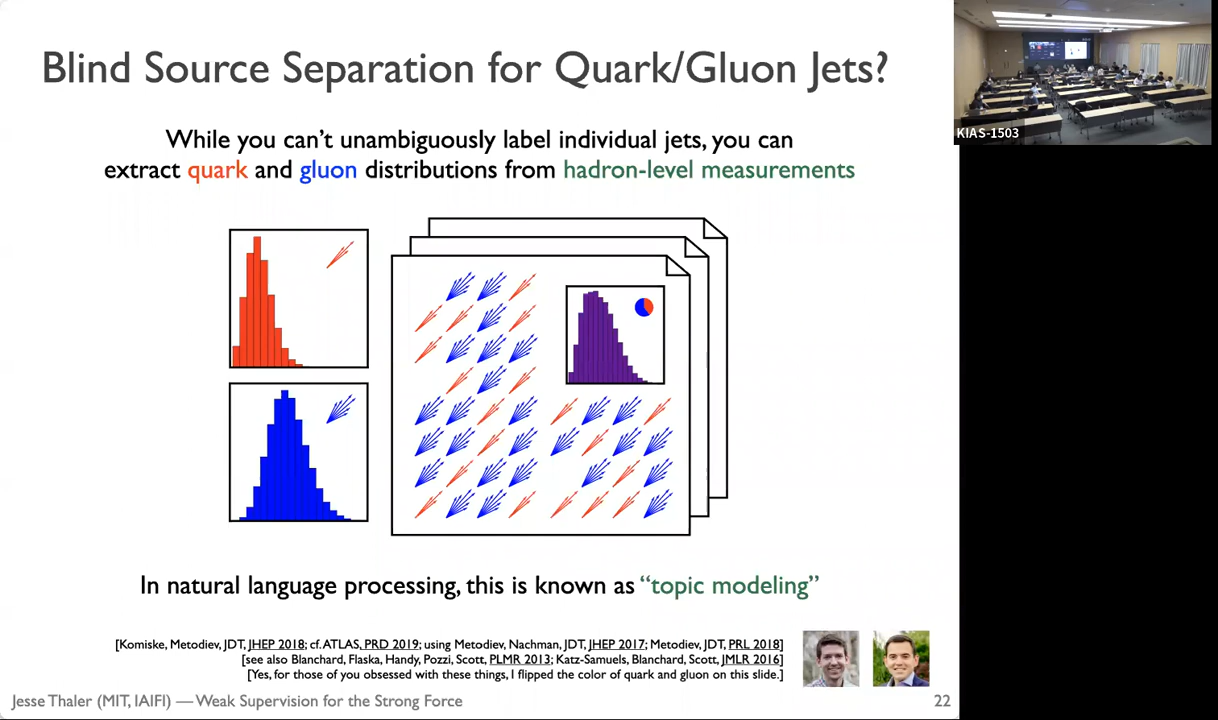 Blind Source Separation for Quark/Gluon Jets?
While you can't unambiguously label individual jets, you can
extract quark and gluon distributions from hadron-level measurements
In natural language processing, this is known as “topic modeling”
[Komiske, Metodiev, JDT, JHEP 2018; cf. ATLAS, PRD 2019; using Metodiev, Nachman, JDT, JHEP 2017; Metodiev, JDT, PRL 2018]
[see also Blanchard, Flaska, Handy, Pozzi, Scott, PLMR 2013; Katz-Samuels, Blanchard, Scott, JMLR 2016]
[Yes, for those of you obsessed with these things, I flipped the color of quark and gluon on this slide.]
Jesse Thaler (MIT, IAIFI) — Weak Supervision for the Strong Force
22
KIAS-1503